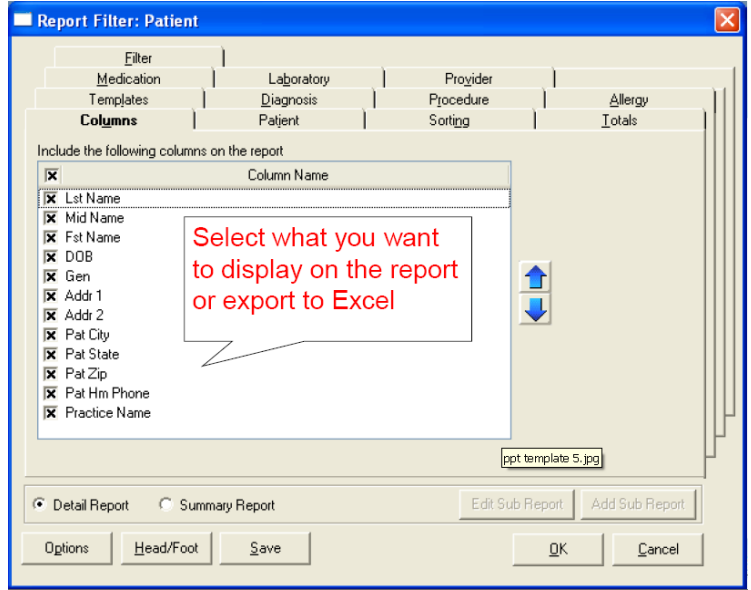 Report Filter: Patient
Filter
Medication Laboratory Provider
Templates Diagnosis Procedure Allergy
Columns Patient Sorting Totals
Include the following columns on the report
Column Name
Lst Name
Mid Name
Fst Name
DOB
Gen
Addr 1
Addr 2
Pat City
Pat State
Pat Zip
Pat Hm Phone
Practice Name
Select what you want
to display on the report
or export to Excel
ppt template 5.jpg
Detail Report Summary Report Edit Sub Report Add Sub Report
Options Head/Foot Save OK Cancel